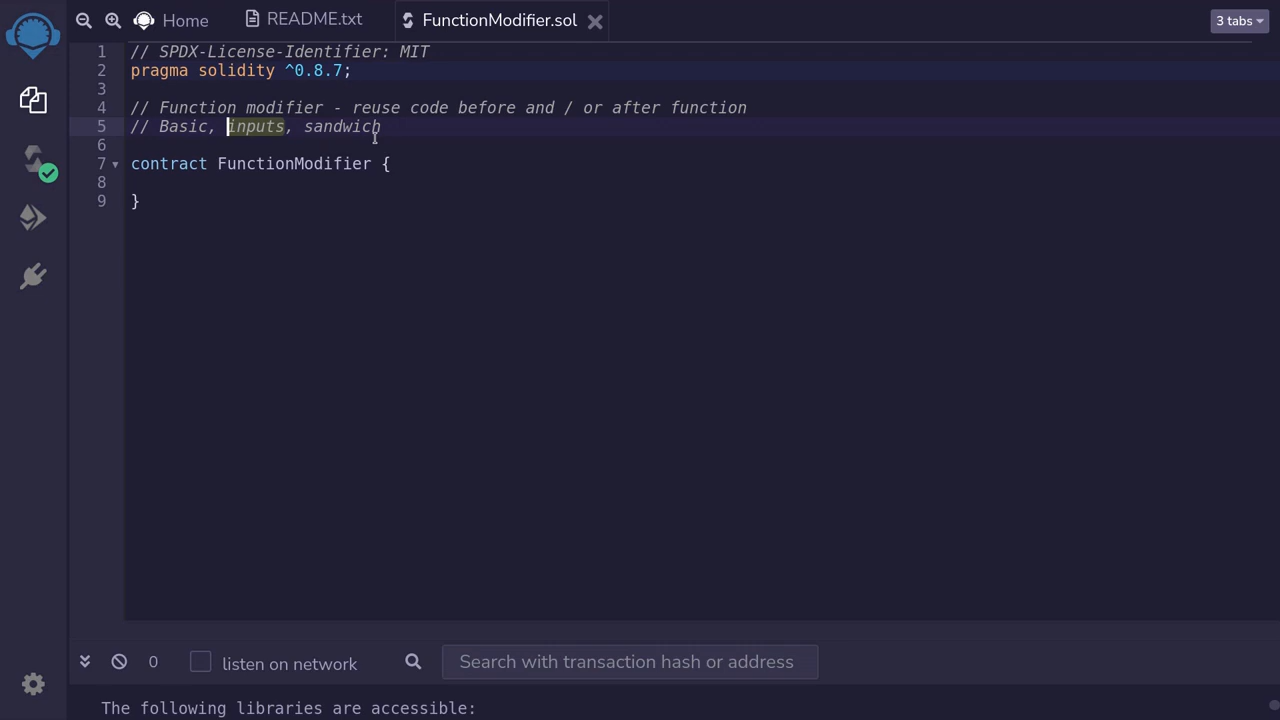 Home
README.txt
FunctionModifier.sol
3 tabs
1 // SPDX-License-Identifier: MIT
2 pragma solidity ^0.8.7;
3
4 // Function modifier - reuse code before and / or after function
5 // Basic, inputs, sandwich
6
7 contract FunctionModifier {
8
9 }
0
listen on network
Search with transaction hash or address
The following libraries are accessible: